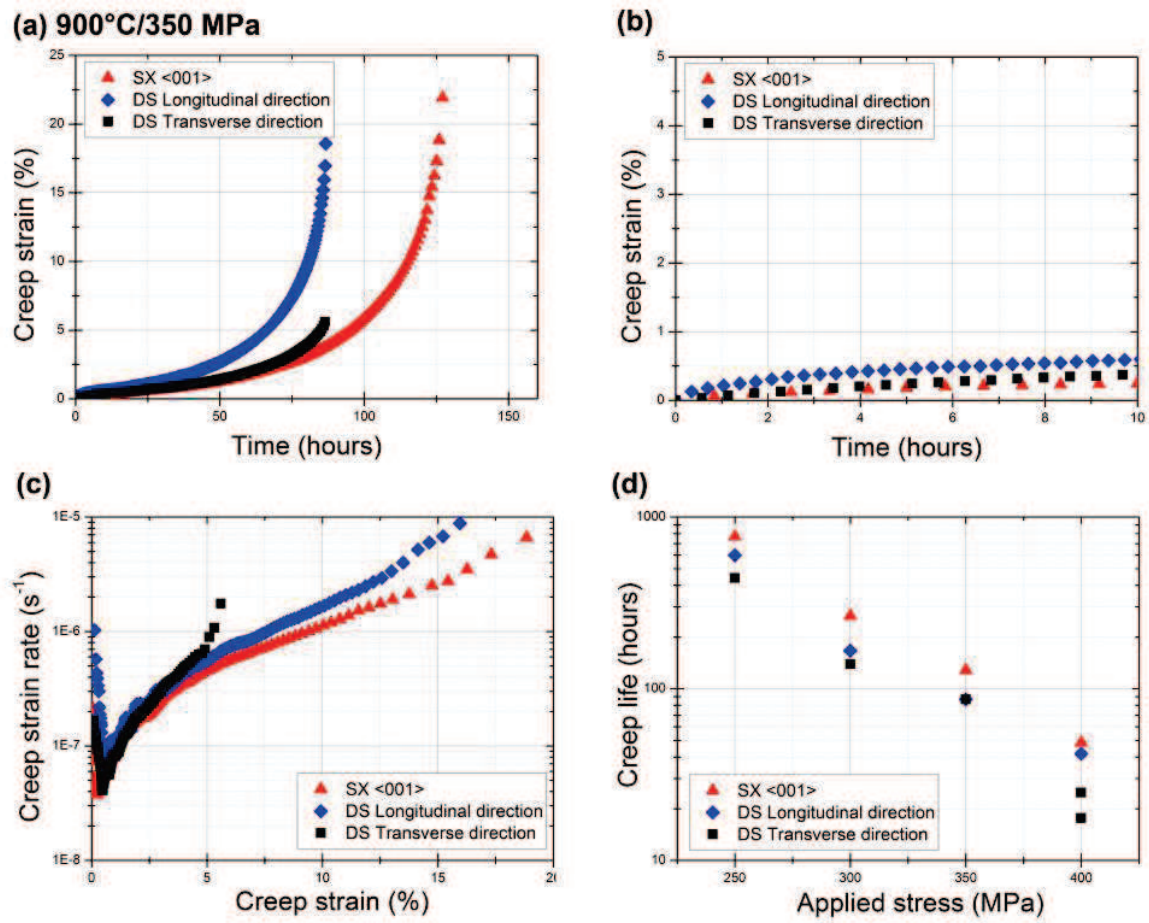 (a) 900°C/350 MPa
25
20
15
10
5
0
0
50
100
150
Creep strain (%)
Time (hours)
SX <001>
DS Longitudinal direction
DS Transverse direction
(b)
5
4
3
2
1
0
0
2
4
6
8
10
Creep strain (%)
Time (hours)
SX <001>
DS Longitudinal direction
DS Transverse direction
(c)
1E-5
1E-6
1E-7
1E-8
0
5
10
15
20
Creep strain rate (s⁻¹)
Creep strain (%)
SX <001>
DS Longitudinal direction
DS Transverse direction
(d)
1000
100
10
250
300
350
400
Creep life (hours)
Applied stress (MPa)
SX <001>
DS Longitudinal direction
DS Transverse direction